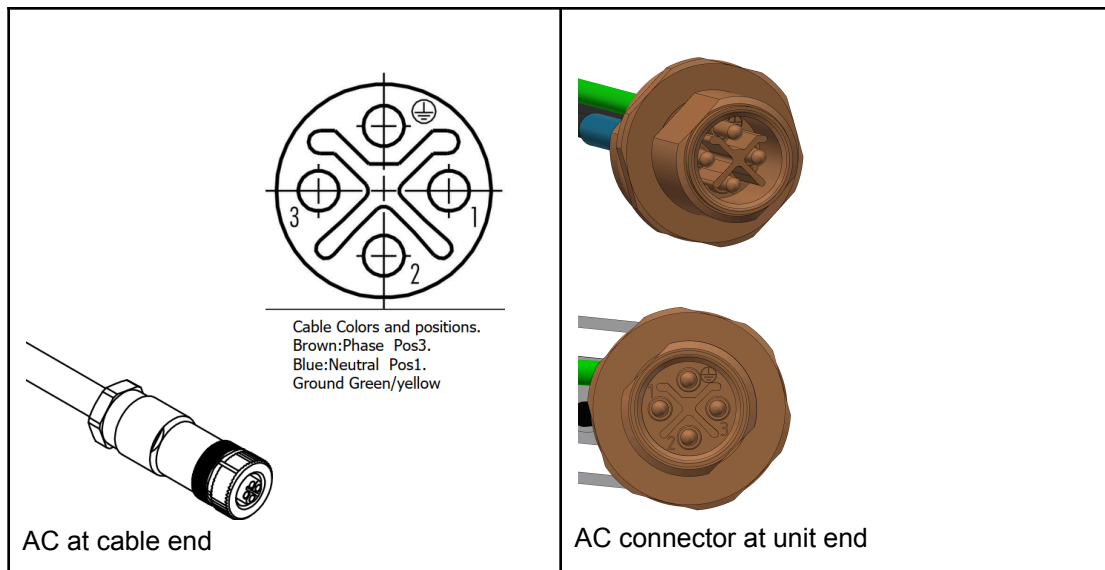 3
1
2
Cable Colors and positions.
Brown:Phase Pos3.
Blue:Neutral Pos1.
Ground Green/yellow
AC at cable end
1
3
2
AC connector at unit end